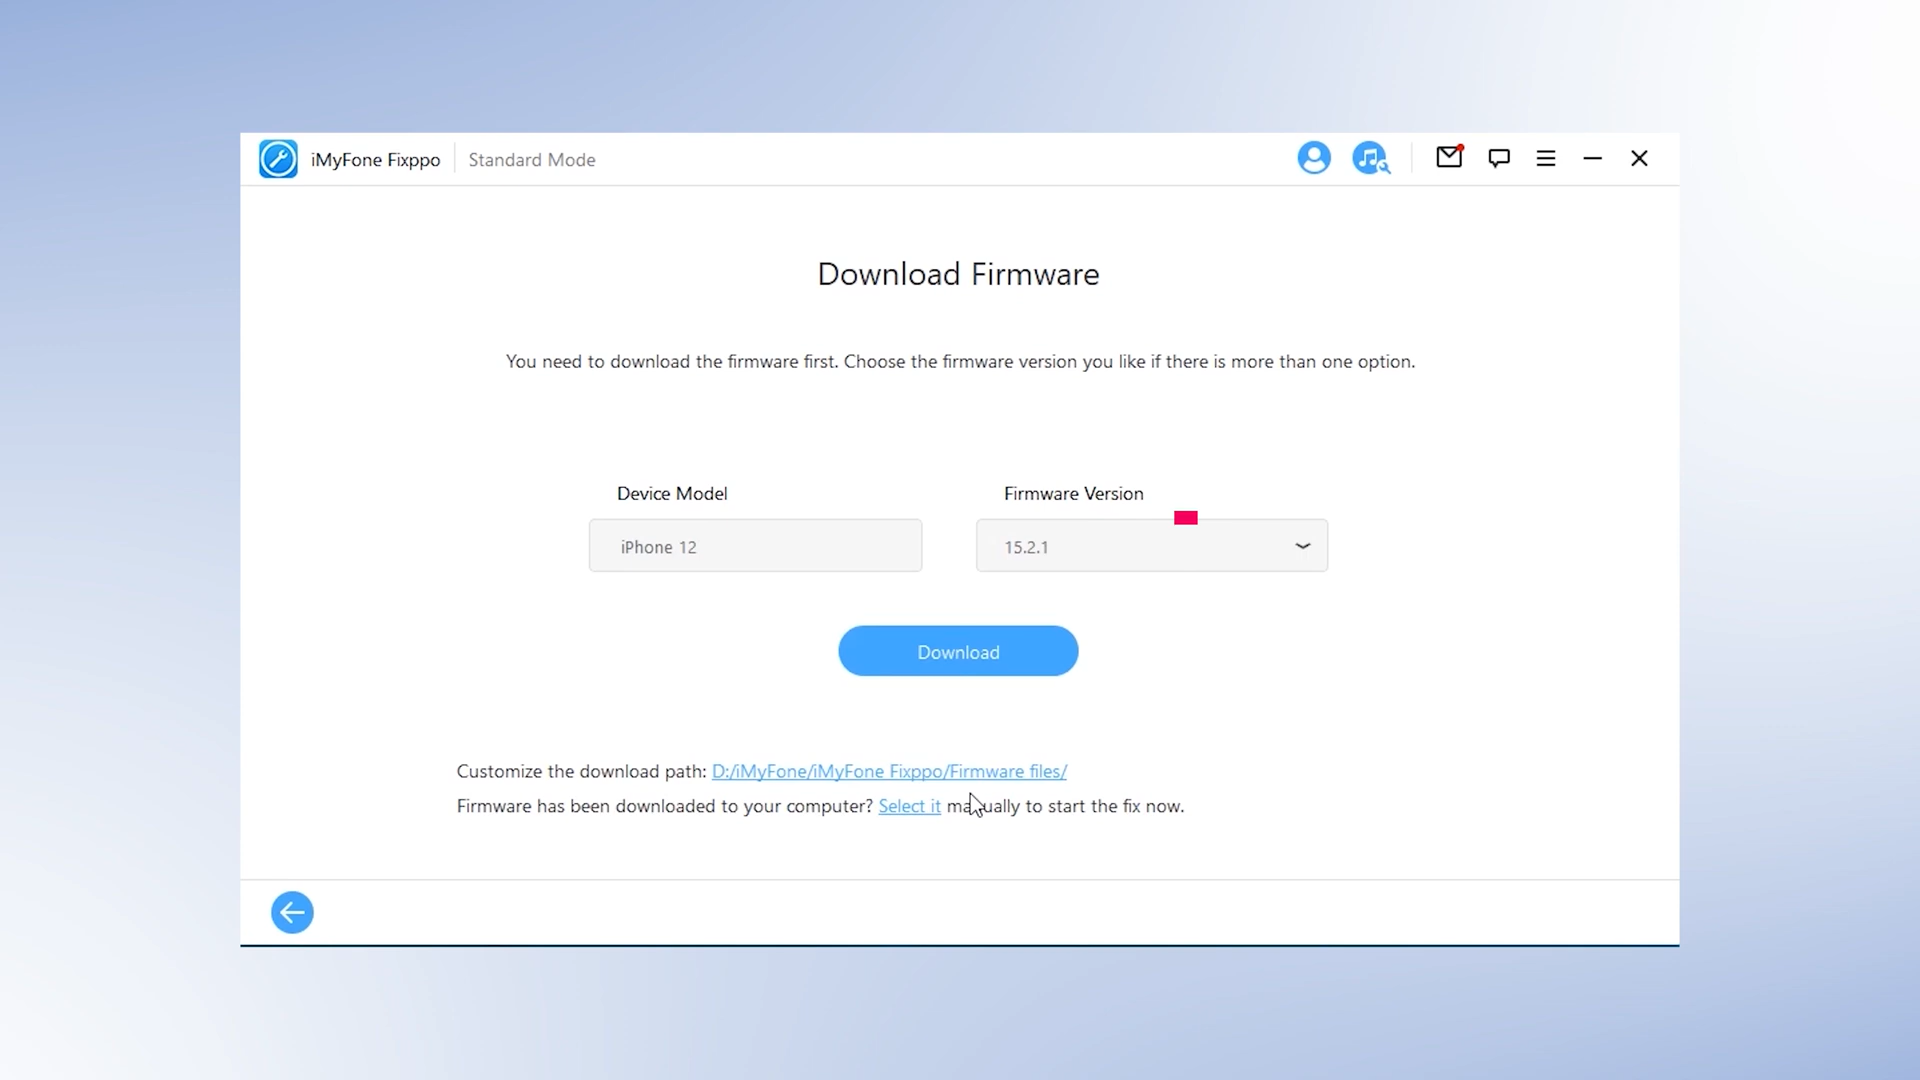 iMyFone Fixppo
Standard Mode
Download Firmware
You need to download the firmware first. Choose the firmware version you like if there is more than one option.
Device Model
Firmware Version
iPhone 12
15.2.1
Download
Customize the download path: D:/iMyFone/iMyFone Fixppo/Firmware files/
Firmware has been downloaded to your computer? Select it manually to start the fix now.